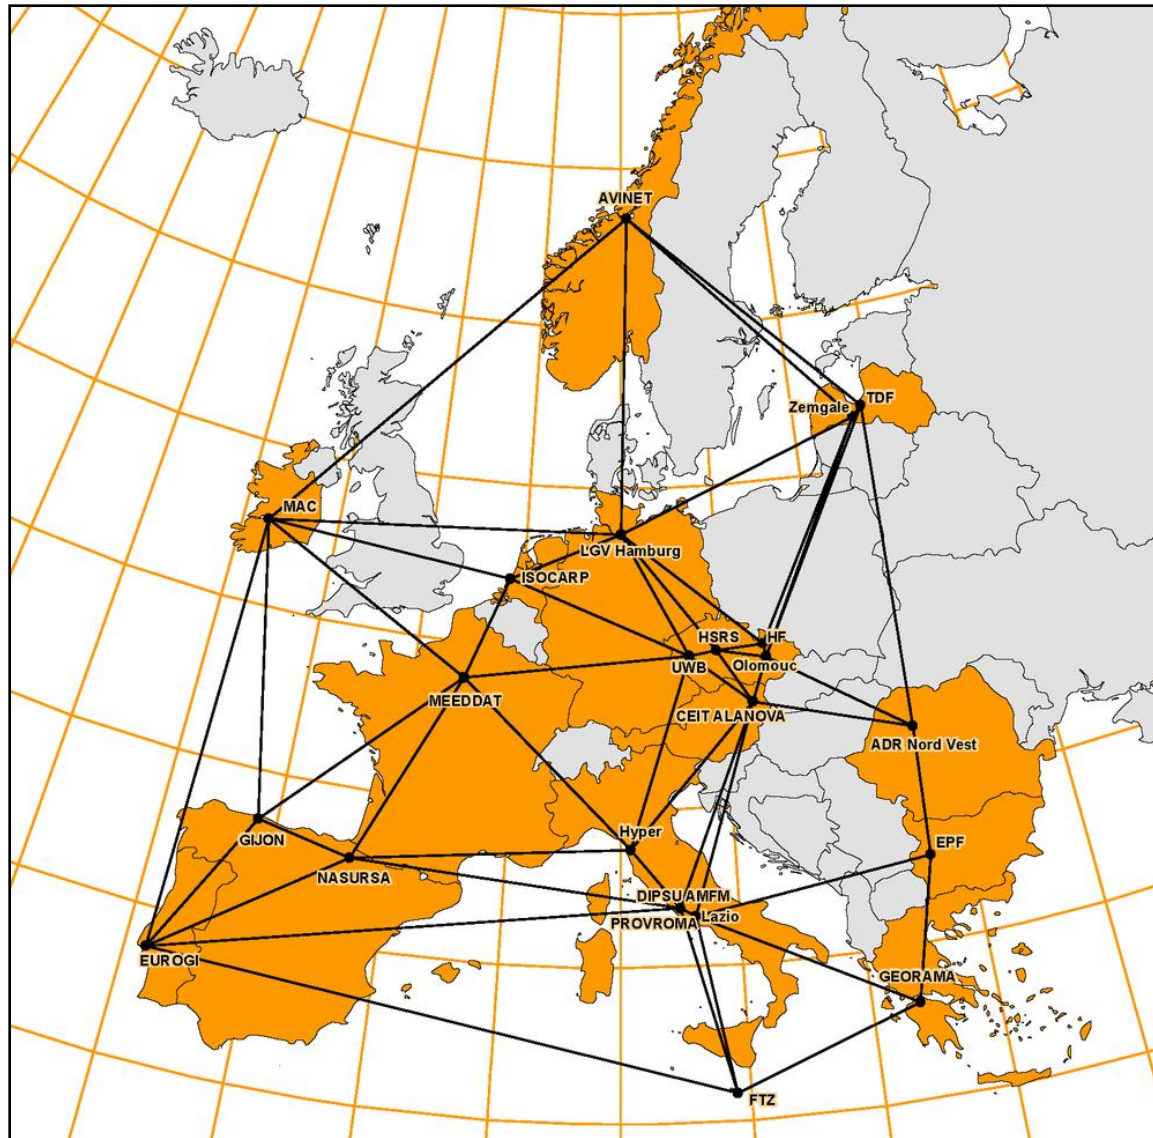 AVINET
TDF
Zemgale
MAC
LGV Hamburg
ISOCARP
HSRS
HF
UWB
Olomouc
MEEDDAT
CEIT ALANOVA
ADR Nord Vest
GIJON
Hyper
EPF
NASURSA
DIPSU AMFM
PROVROMA
Lazio
EUROGI
GEORAMA
FTZ